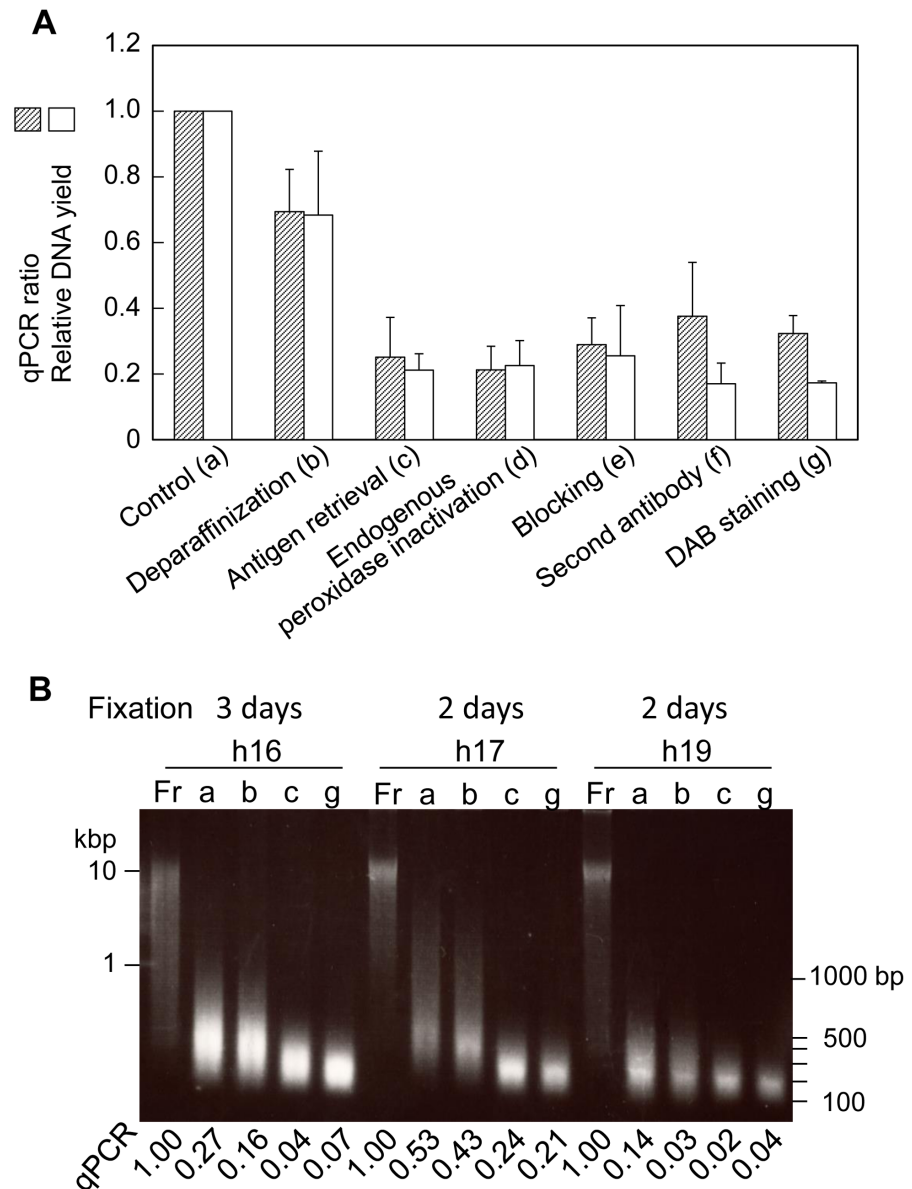 A
1.2
1.0
0.8
0.6
0.4
0.2
0
qPCR ratio
Relative DNA yield
Control (a)
Deparaffinization (b)
Antigen retrieval (c)
Endogenous
peroxidase inactivation (d)
Blocking (e)
Second antibody (f)
DAB staining (g)
B
Fixation 3 days 2 days 2 days
h16 h17 h19
Fr a b c g Fr a b c g Fr a b c g
kbp
10
1
1000 bp
500
100
qPCR 1.00 0.27 0.16 0.04 0.07 1.00 0.53 0.43 0.24 0.21 1.00 0.14 0.03 0.02 0.04